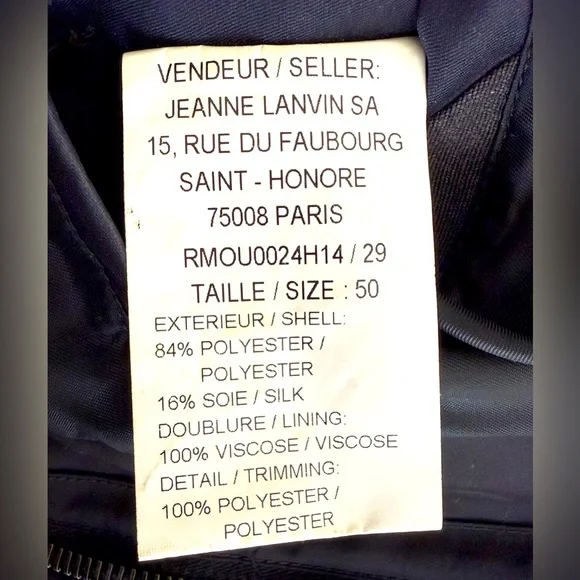 VENDEUR / SELLER:
JEANNE LANVIN SA
15, RUE DU FAUBOURG
SAINT - HONORE
75008 PARIS
RMOU0024H14 / 29
TAILLE / SIZE : 50
EXTERIEUR / SHELL:
84% POLYESTER /
POLYESTER
16% SOIE / SILK
DOUBLURE / LINING:
100% VISCOSE / VISCOSE
DETAIL / TRIMMING:
100% POLYESTER /
POLYESTER